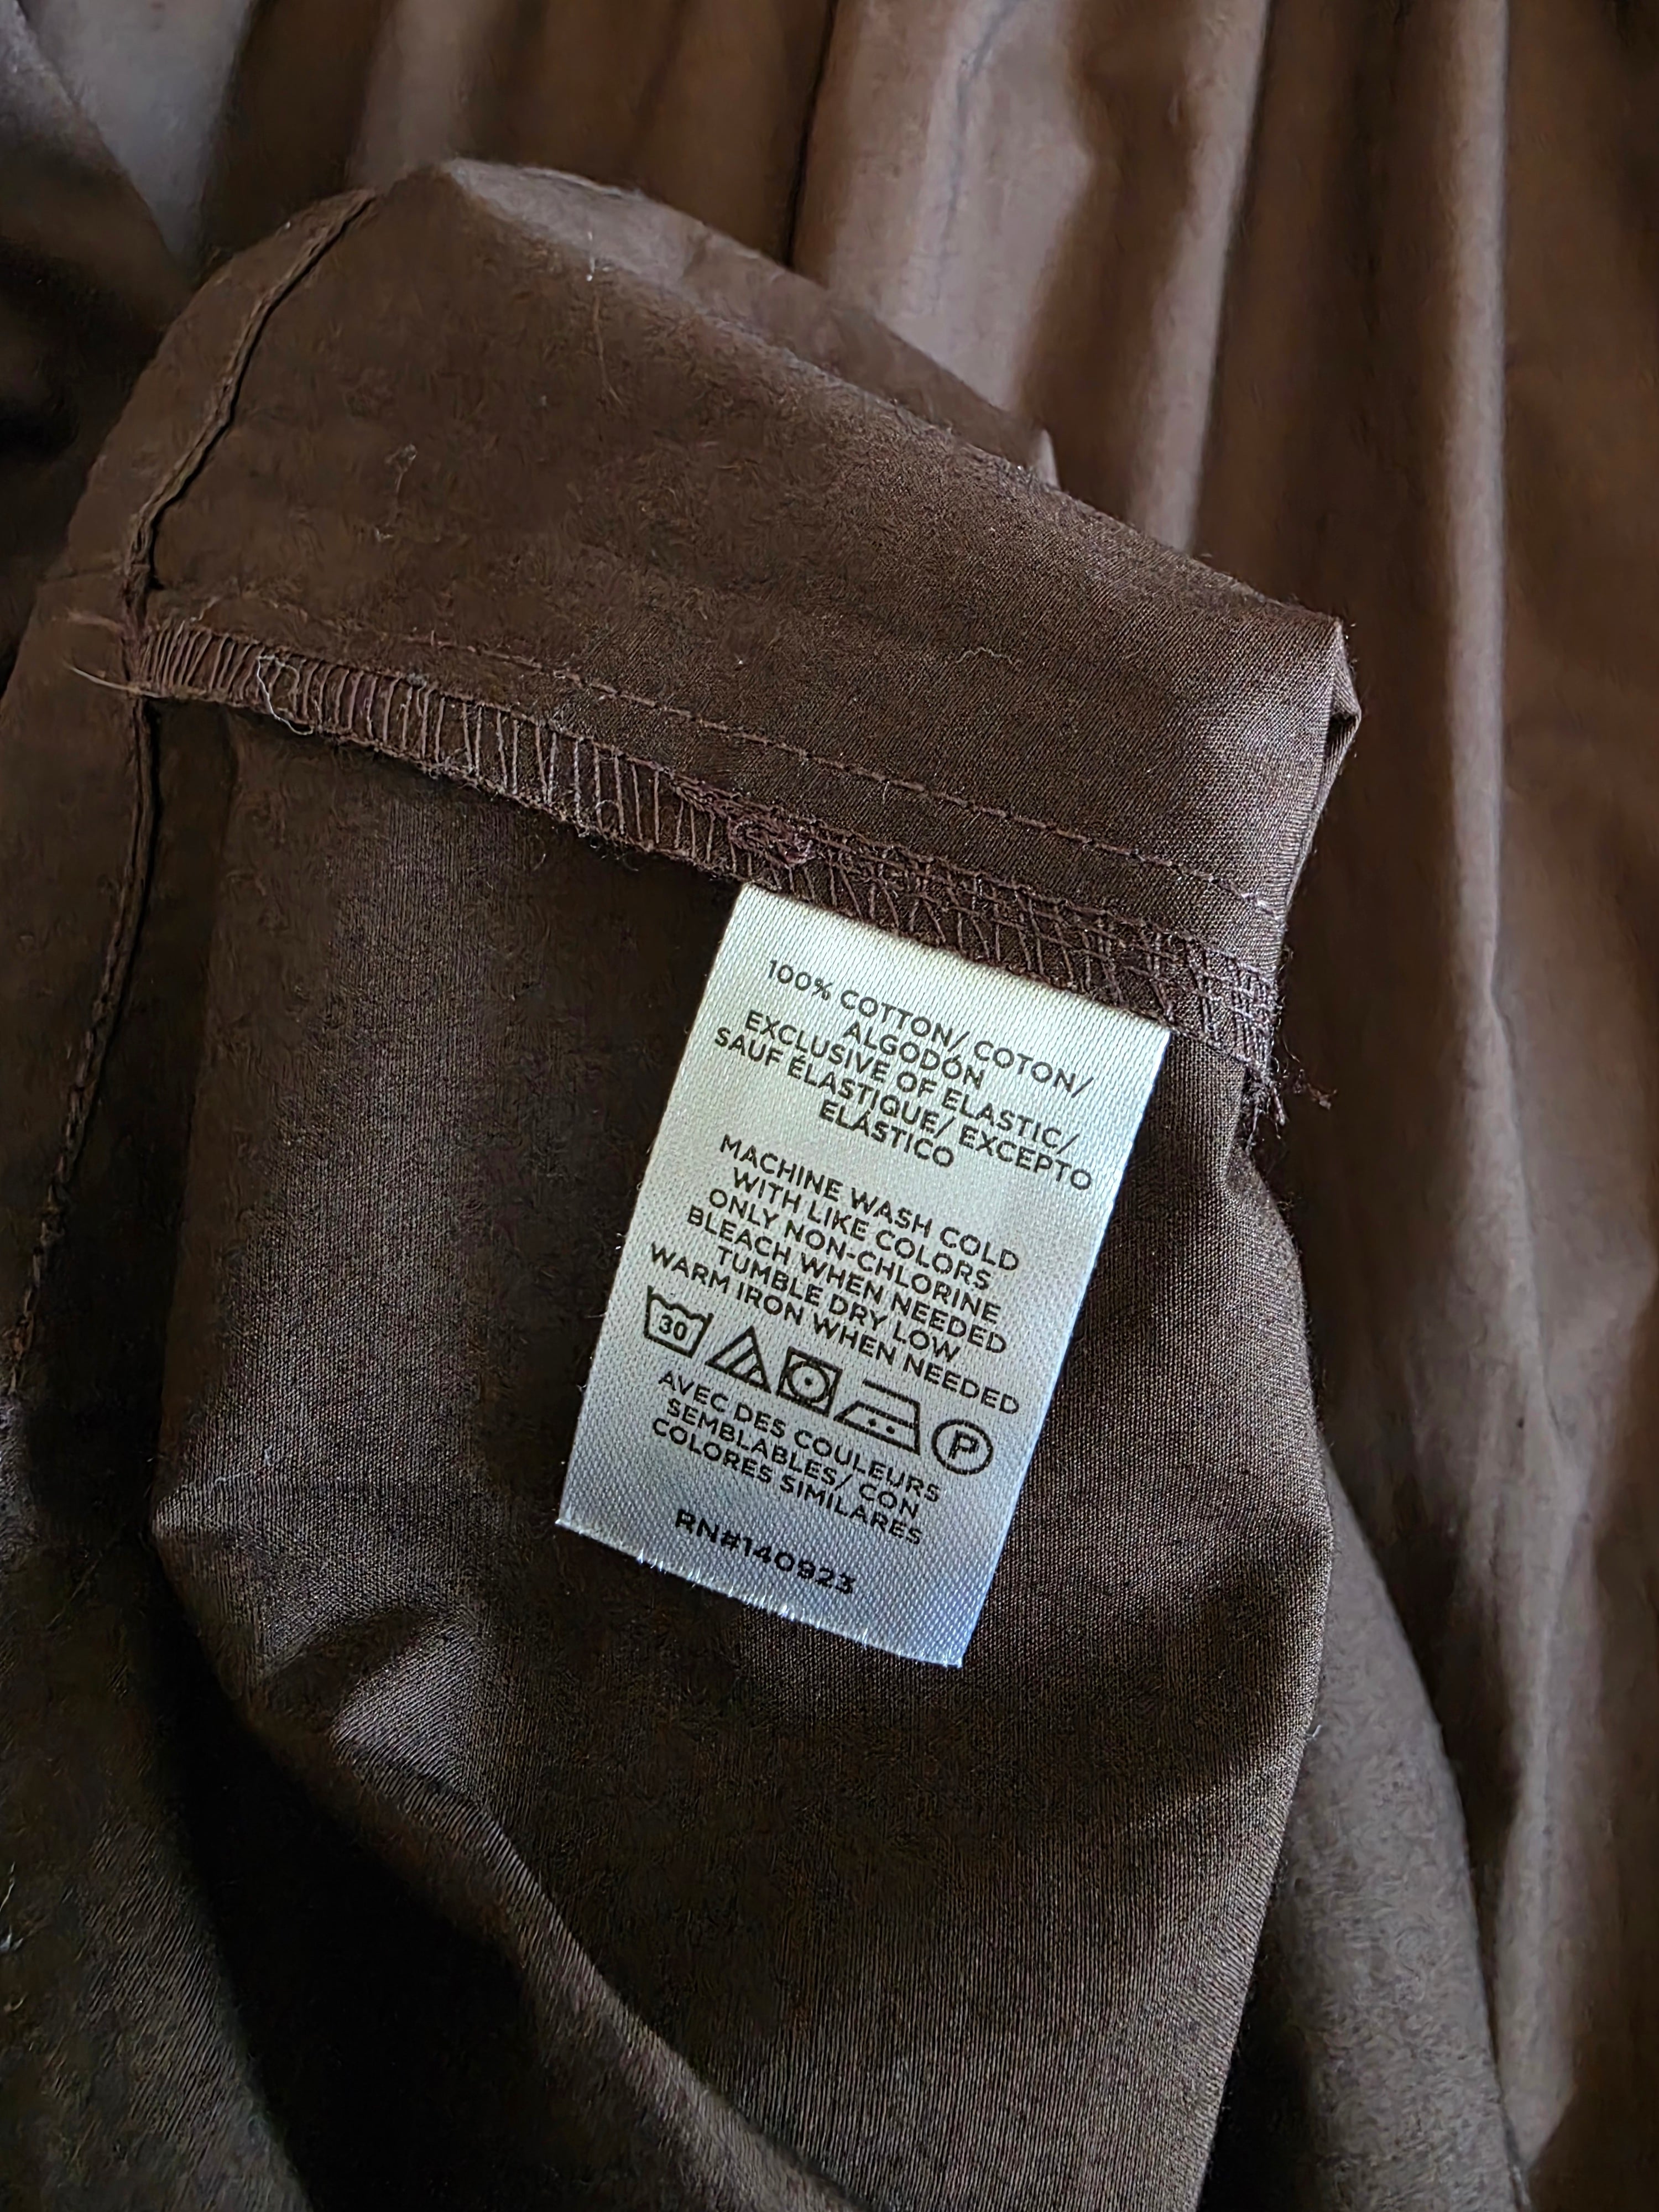 100% COTTON/ COTON/
ALGODÓN
EXCLUSIVE OF ELASTIC/
SAUF ÉLASTIQUE/ EXCEPTO
ELÁSTICO
MACHINE WASH COLD
WITH LIKE COLORS
ONLY NON-CHLORINE
BLEACH WHEN NEEDED
TUMBLE DRY LOW
WARM IRON WHEN NEEDED
30 P
AVEC DES COULEURS
SEMBLABLES/ CON
COLORES SIMILARES
RN#140923